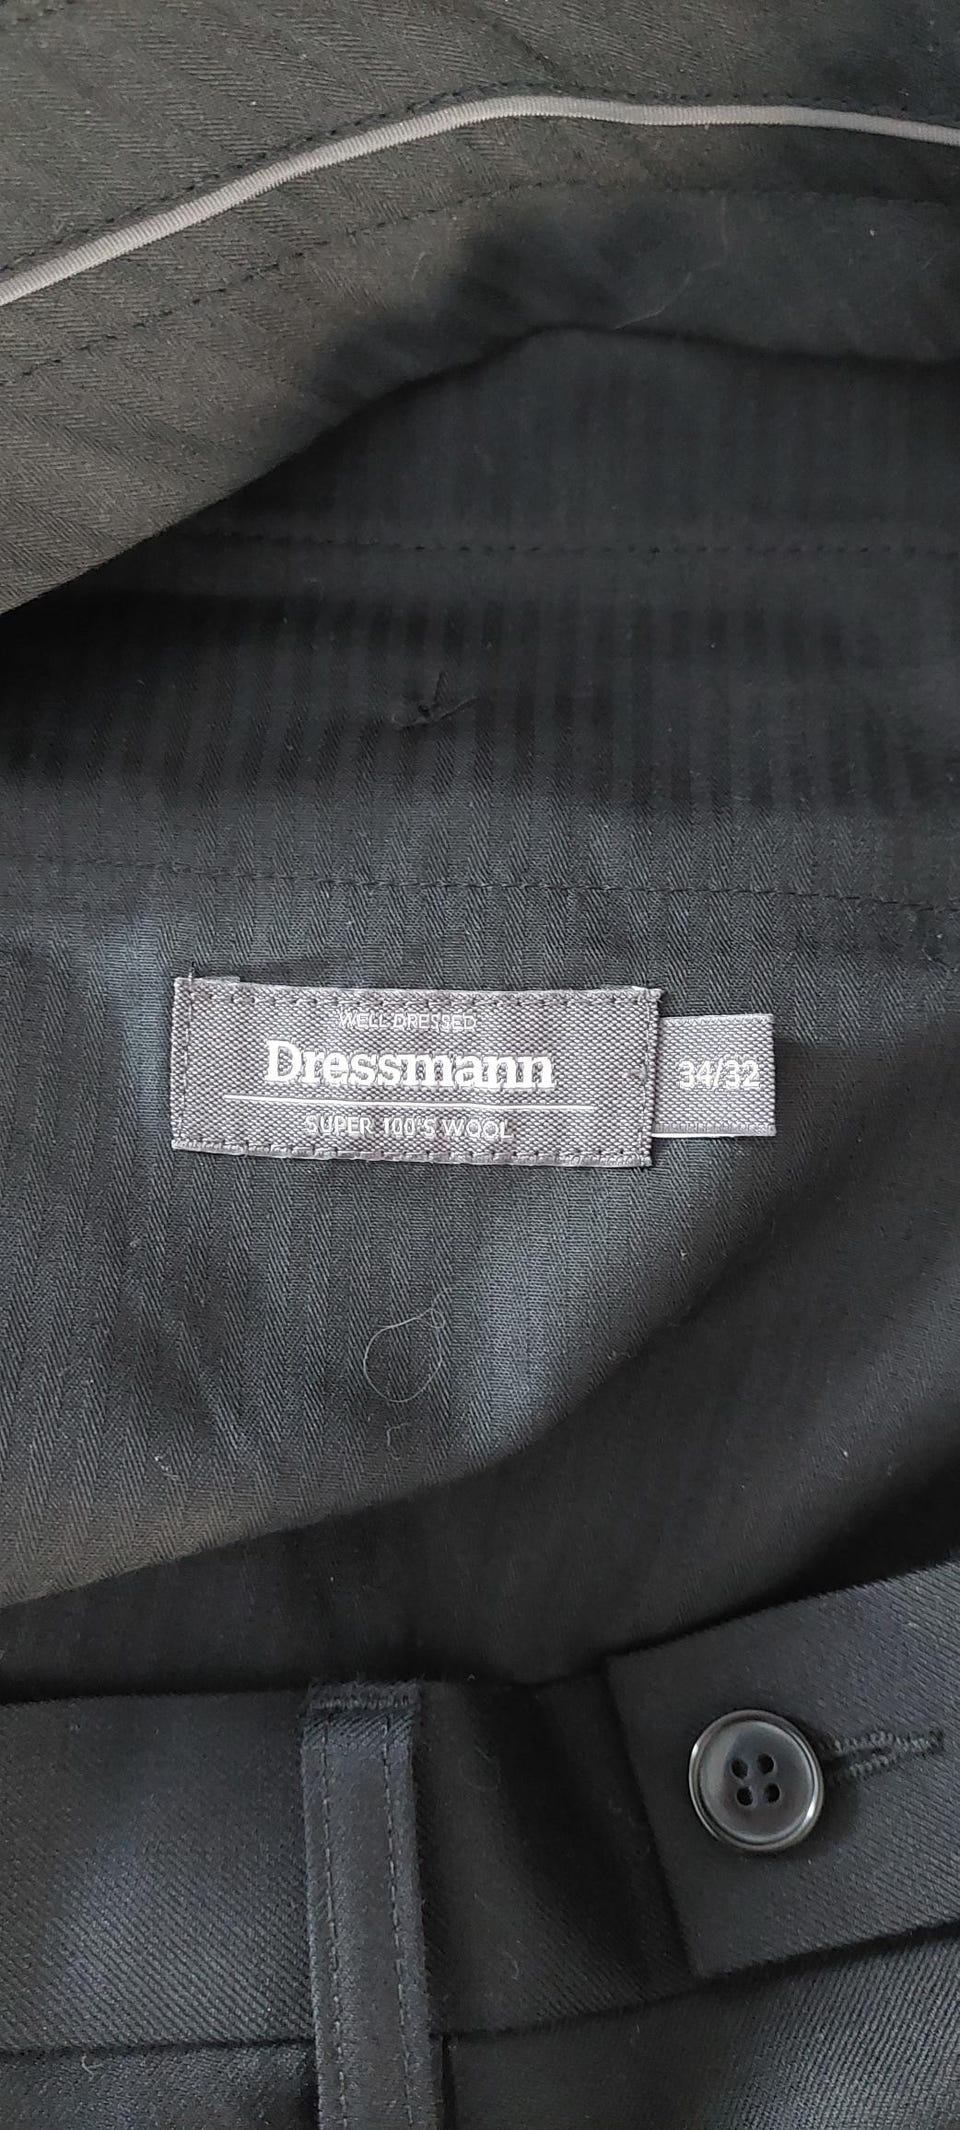 WELL DRESSED
Dressmann
SUPER 100'S WOOL
34/32